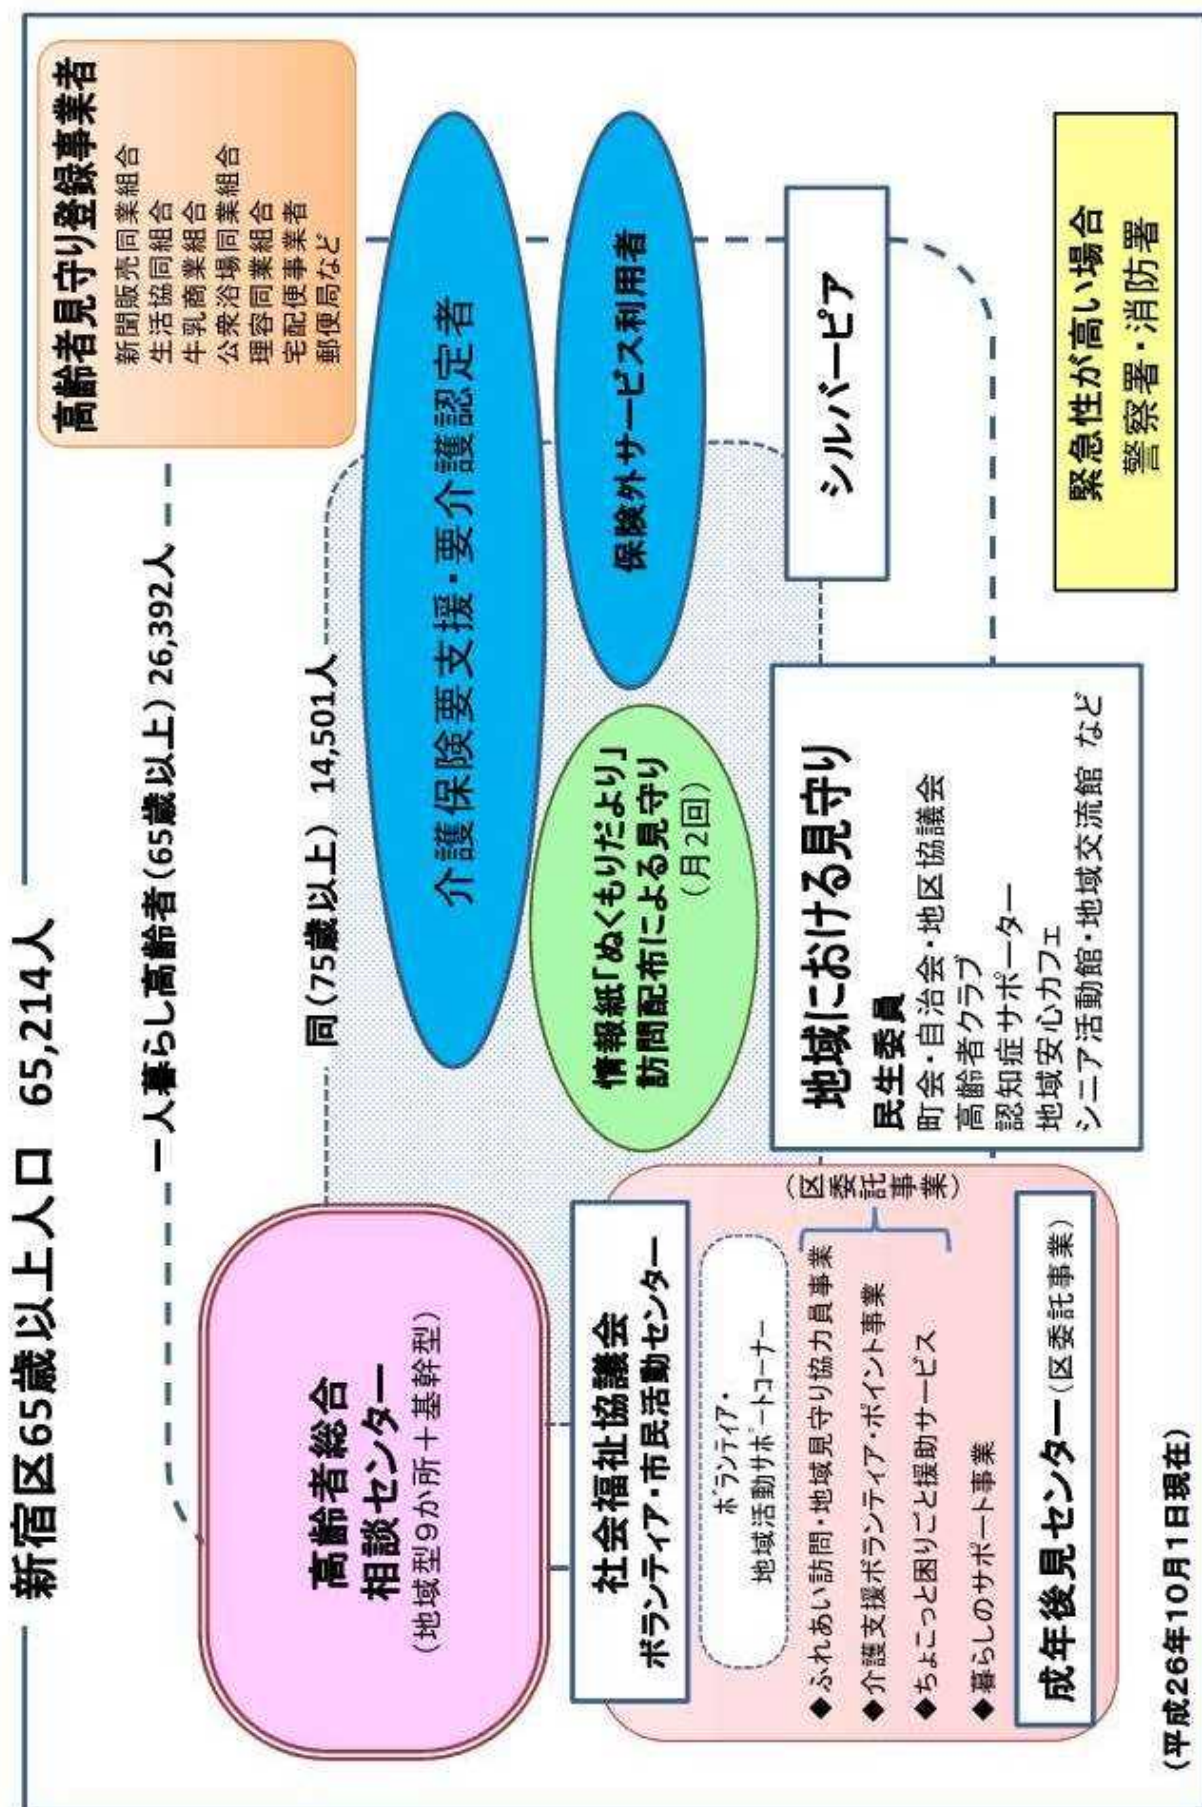 新宿区65歳以上人口 65,214人
一人暮らし高齢者(65歳以上) 26,392人
高齢者見守り登録事業者
新聞販売同業組合
生活協同組合
牛乳商業組合
公衆浴場同業組合
理容同業組合
宅配便事業者
郵便局など
同(75歳以上) 14,501人
高齢者総合
相談センター
(地域型9か所+基幹型)
介護保険要支援・要介護認定者
情報紙「ぬくもりだより」
訪問配布による見守り
(月2回)
保険外サービス利用者
社会福祉協議会
ボランティア・市民活動センター
ボランティア・
地域活動サポートコーナー
◆ふれあい訪問・地域見守り協力員事業
◆介護支援ボランティア・ポイント事業
◆ちょこっと困りごと援助サービス
(区委託事業)
◆暮らしのサポート事業
成年後見センター(区委託事業)
地域における見守り
民生委員
町会・自治会・地区協議会
高齢者クラブ
認知症サポーター
地域安心カフェ
シニア活動館・地域交流館 など
シルバーピア
緊急性が高い場合
警察署・消防署
(平成26年10月1日現在)